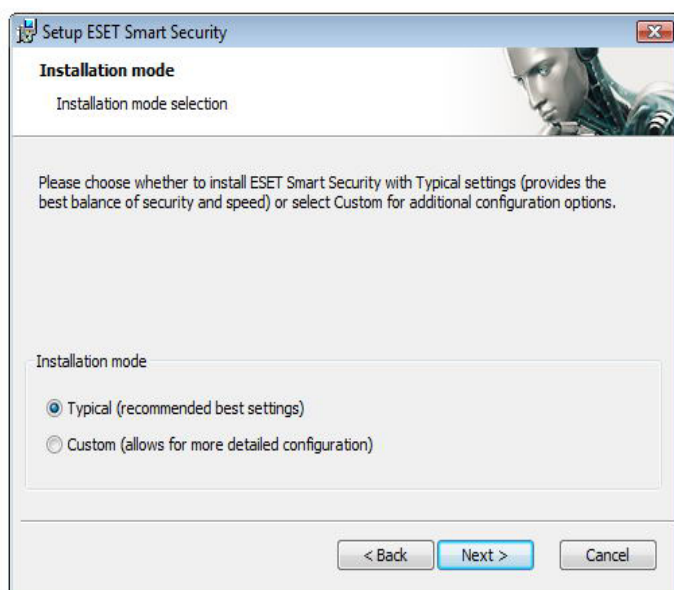 Setup ESET Smart Security
Installation mode
Installation mode selection
Please choose whether to install ESET Smart Security with Typical settings (provides the
best balance of security and speed) or select Custom for additional configuration options.
Installation mode
Typical (recommended best settings)
Custom (allows for more detailed configuration)
< Back Next > Cancel